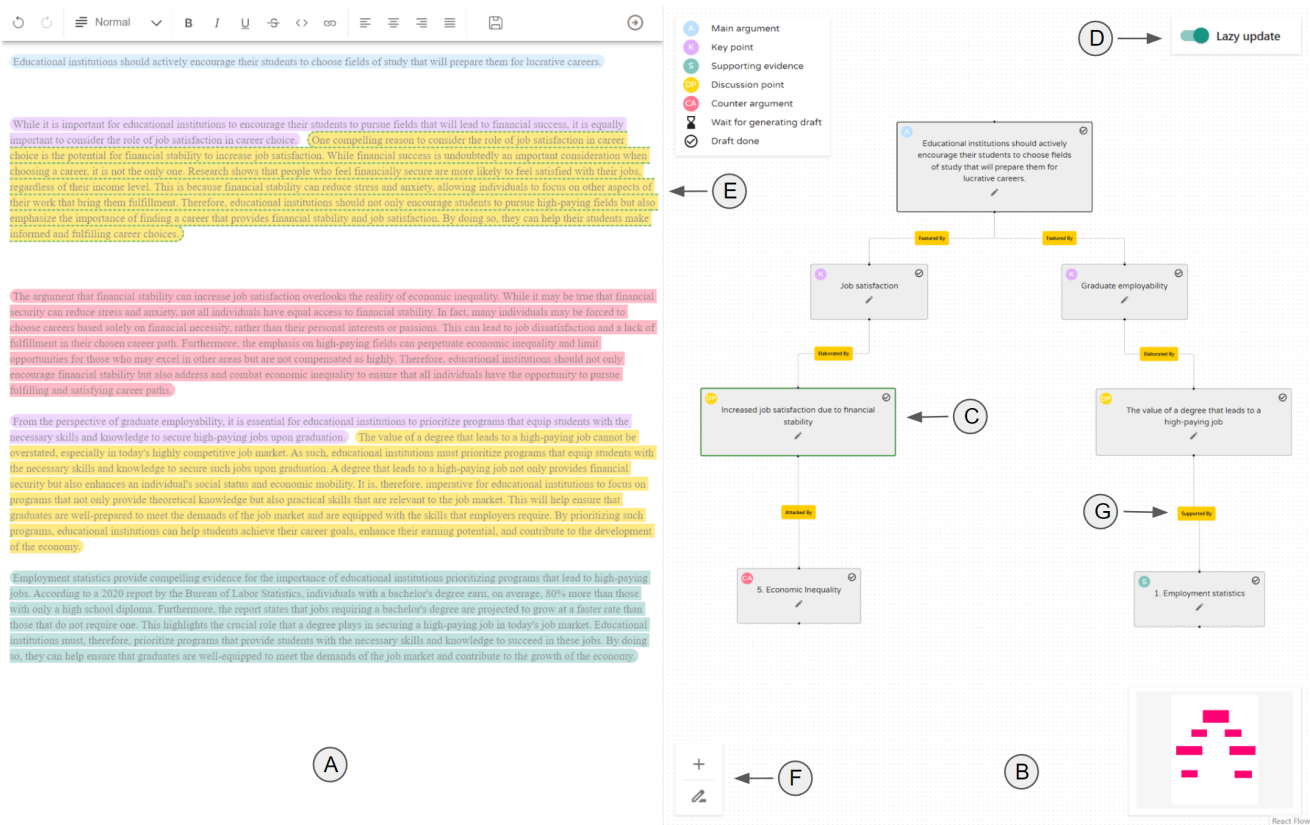 Normal
B
I
U
S
Educational institutions should actively encourage their students to choose fields of study that will prepare them for lucrative careers.
While it is important for educational institutions to encourage their students to pursue fields that will lead to financial success, it is equally
important to consider the role of job satisfaction in career choice. One compelling reason to consider the role of job satisfaction in career
choice is the potential for financial stability to increase job satisfaction. While financial success is undoubtedly an important consideration when
choosing a career, it is not the only one. Research shows that people who feel financially secure are more likely to feel satisfied with their jobs,
regardless of their income level. This is because financial stability can reduce stress and anxiety, allowing individuals to focus on other aspects of
their work that bring them fulfillment. Therefore, educational institutions should not only encourage students to pursue high-paying fields but also
emphasize the importance of finding a career that provides financial stability and job satisfaction. By doing so, they can help their students make
informed and fulfilling career choices.
The argument that financial stability can increase job satisfaction overlooks the reality of economic inequality. While it may be true that financial
security can reduce stress and anxiety, not all individuals have equal access to financial stability. In fact, many individuals may be forced to
choose careers based solely on financial necessity, rather than their personal interests or passions. This can lead to job dissatisfaction and a lack of
fulfillment in their chosen career path. Furthermore, the emphasis on high-paying fields can perpetuate economic inequality and limit
opportunities for those who may excel in other areas but are not compensated as highly. Therefore, educational institutions should not only
encourage financial stability but also address and combat economic inequality to ensure that all individuals have the opportunity to pursue
fulfilling and satisfying career paths.
From the perspective of graduate employability, it is essential for educational institutions to prioritize programs that equip students with the
necessary skills and knowledge to secure high-paying jobs upon graduation. The value of a degree that leads to a high-paying job cannot be
overstated, especially in today's highly competitive job market. As such, educational institutions must prioritize programs that equip students with
the necessary skills and knowledge to secure such jobs upon graduation. A degree that leads to a high-paying job not only provides financial
security but also enhances an individual's social status and economic mobility. It is, therefore, imperative for educational institutions to focus on
programs that not only provide theoretical knowledge but also practical skills that are relevant to the job market. This will help ensure that
graduates are well-prepared to meet the demands of the job market and are equipped with the skills that employers require. By prioritizing such
programs, educational institutions can help students achieve their career goals, enhance their earning potential, and contribute to the development
of the economy.
Employment statistics provide compelling evidence for the importance of educational institutions prioritizing programs that lead to high-paying
jobs. According to a 2020 report by the Bureau of Labor Statistics, individuals with a bachelor's degree earn, on average, 80% more than those
with only a high school diploma. Furthermore, the report states that jobs requiring a bachelor's degree are projected to grow at a faster rate than
those that do not require one. This highlights the crucial role that a degree plays in securing a high-paying job in today's job market. Educational
institutions must, therefore, prioritize programs that provide students with the necessary skills and knowledge to succeed in these jobs. By doing
so, they can help ensure that graduates are well-equipped to meet the demands of the job market and contribute to the growth of the economy.
A
A Main argument
K Key point
S Supporting evidence
DP Discussion point
CA Counter argument
Wait for generating draft
Draft done
D
Lazy update
E
A
Educational institutions should actively
encourage their students to choose fields
of study that will prepare them for
lucrative careers.
Featured By
Featured By
K
Job satisfaction
K
Graduate employability
Elaborated By
Elaborated By
DP
Increased job satisfaction due to financial
stability
C
DP
The value of a degree that leads to a
high-paying job
Attacked By
G
Supported By
CA
5. Economic Inequality
S
1. Employment statistics
F
B
React Flow